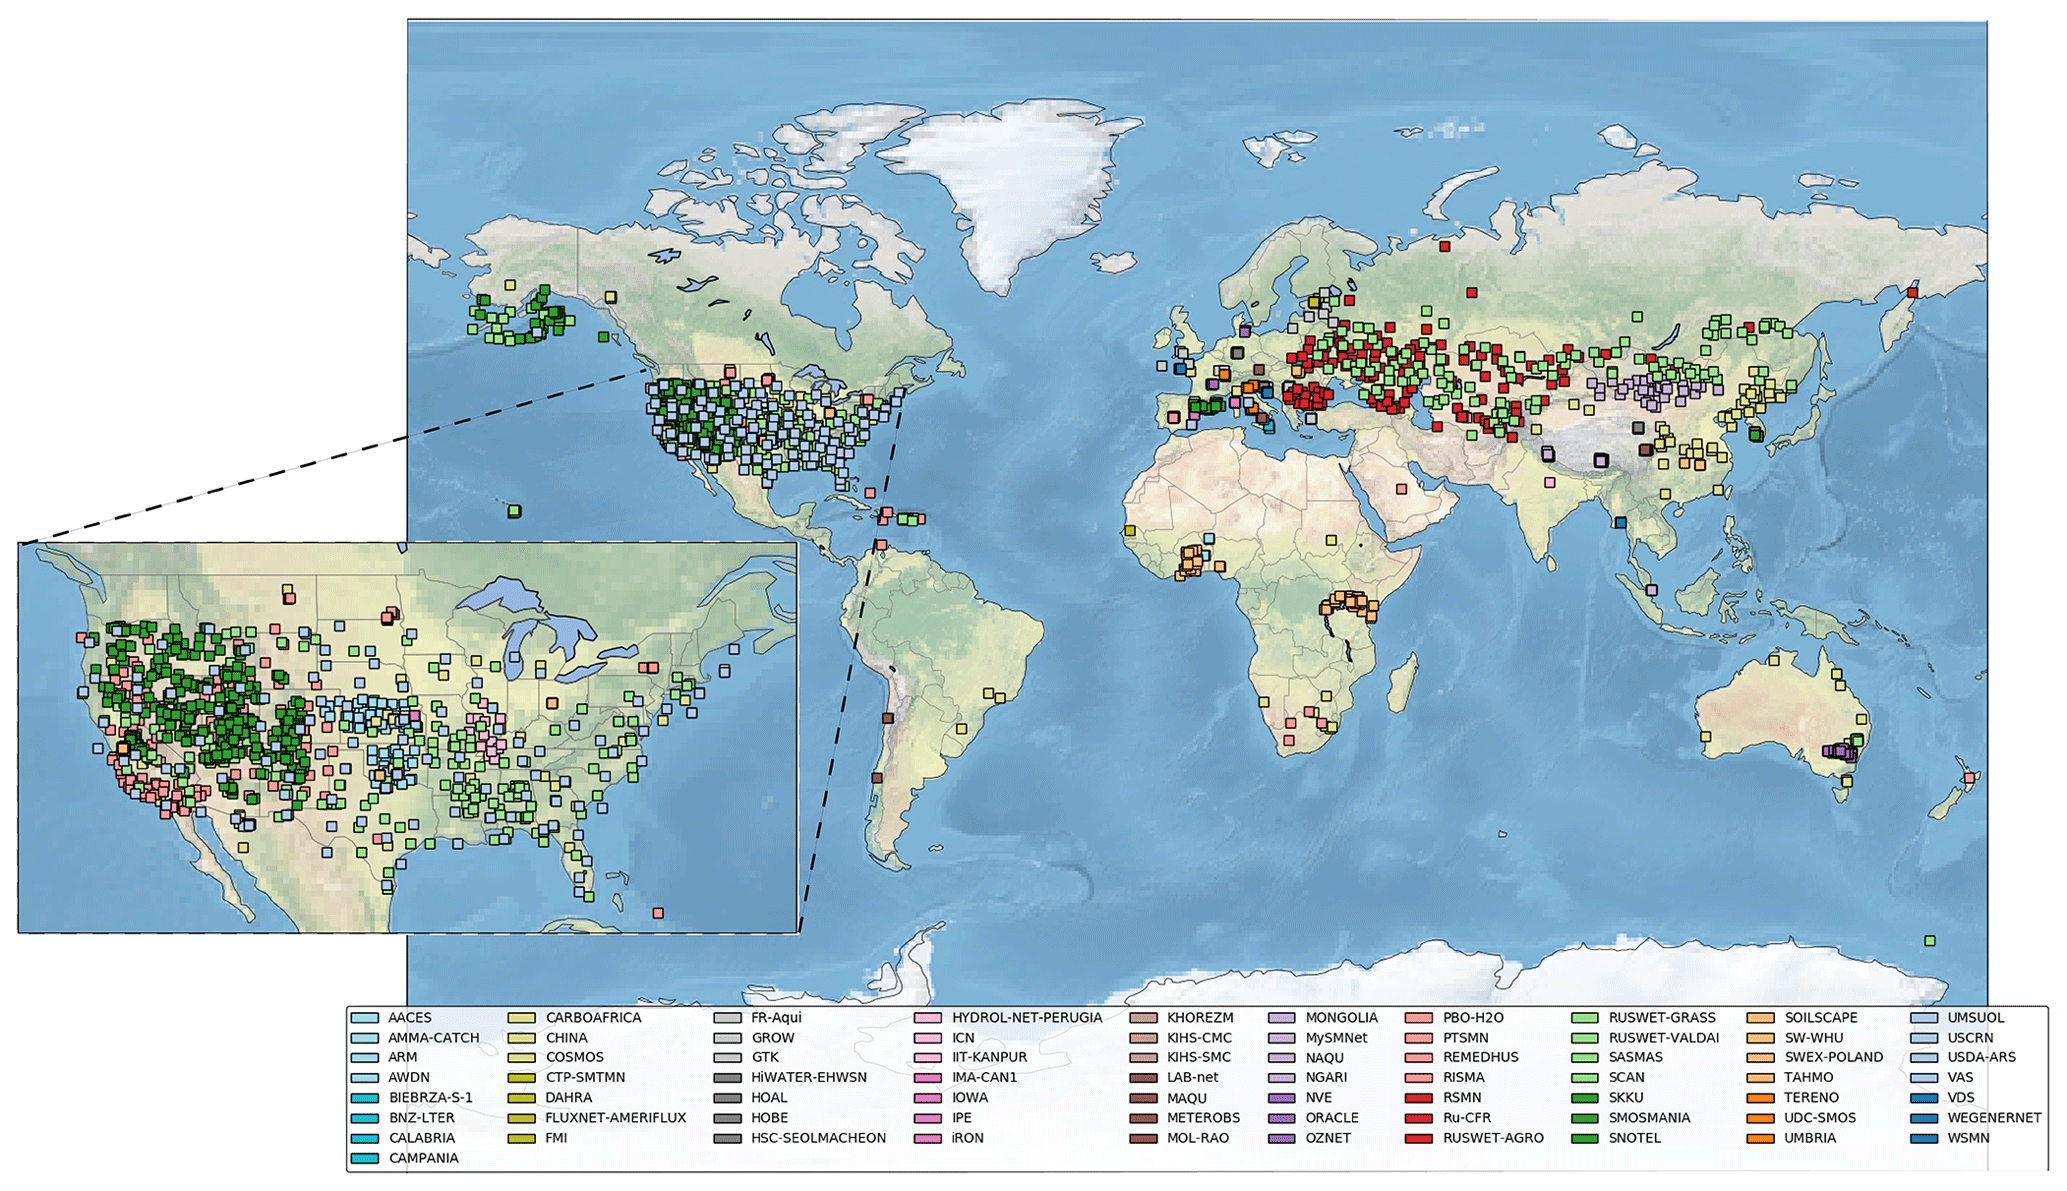 AACES
AMMA-CATCH
ARM
AWDN
BIEBRZA-S-1
BNZ-LTER
CALABRIA
CAMPANIA
CARBOAFRICA
CHINA
COSMOS
CTP-SMTMN
DAHRA
FLUXNET-AMERIFLUX
FMI
FR-Aqui
GROW
GTK
HiWATER-EHWSN
HOAL
HOBE
HSC-SEOLMACHEON
HYDROL-NET-PERUGIA
ICN
IIT-KANPUR
IMA-CAN1
IOWA
IPE
iRON
KHOREZM
KIHS-CMC
KIHS-SMC
LAB-net
MAQU
METEROBS
MOL-RAO
MONGOLIA
MySMNet
NAQU
NGARI
NVE
ORACLE
OZNET
PBO-H2O
PTSMN
REMEDHUS
RISMA
RSMN
Ru-CFR
RUSWET-AGRO
RUSWET-GRASS
RUSWET-VALDAI
SASMAS
SCAN
SKKU
SMOSMANIA
SNOTEL
SOILSCAPE
SW-WHU
SWEX-POLAND
TAHMO
TERENO
UDC-SMOS
UMBRIA
UMSUOL
USCRN
USDA-ARS
VAS
VDS
WEGENERNET
WSMN